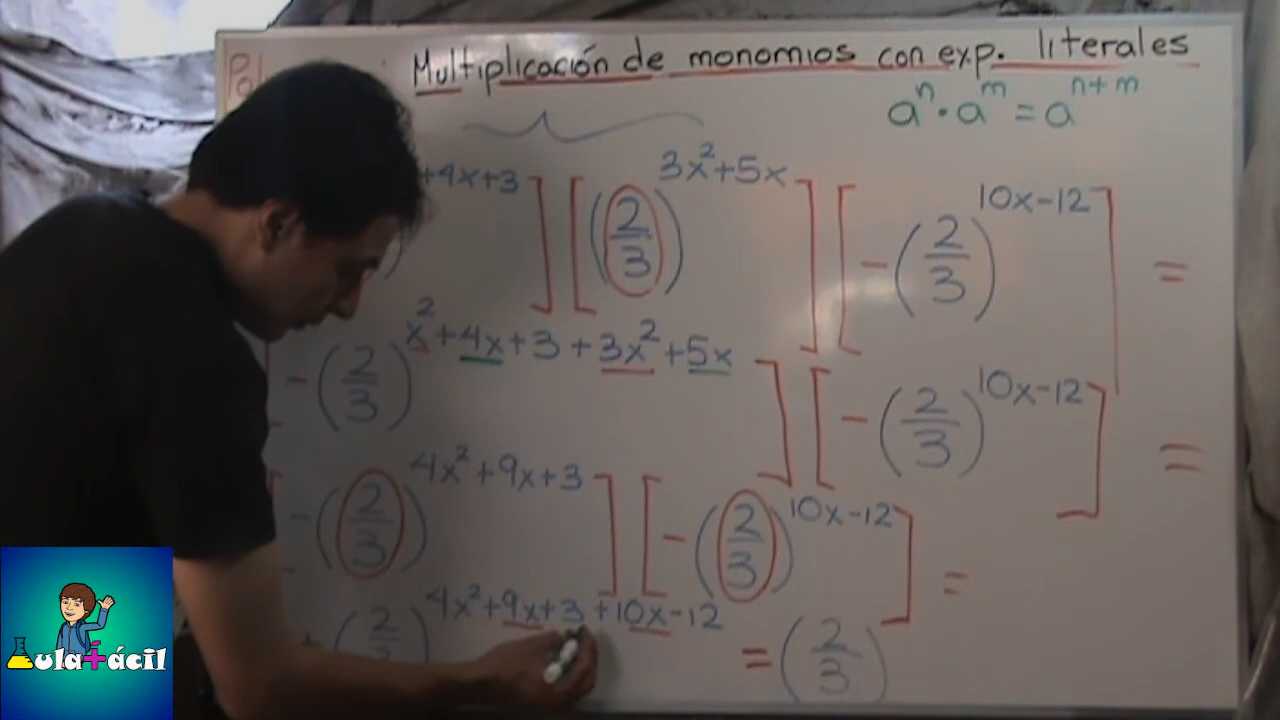 Multiplicación de monomios con exp. literales
aⁿ·aᵐ = aⁿ⁺ᵐ
+4x+3 ] [ (2/3)^3x²+5x ] [ -(2/3)^10x-12 ] =
-(2/3)^x²+4x+3+3x²+5x ] [ -(2/3)^10x-12 ] =
-(2/3)^4x²+9x+3 ] [ -(2/3)^10x-12 ] =
+(2/3)^4x²+9x+3+10x-12 = (2/3)
Aula+ácil